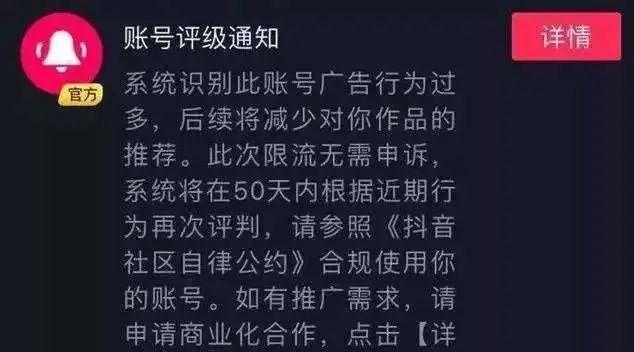 账号评级通知
详情
官方
系统识别此账号广告行为过
多，后续将减少对你作品的
推荐。此次限流无需申诉，
系统将在50天内根据近期行
为再次评判，请参照《抖音
社区自律公约》合规使用你
的账号。如有推广需求，请
申请商业化合作，点击【详